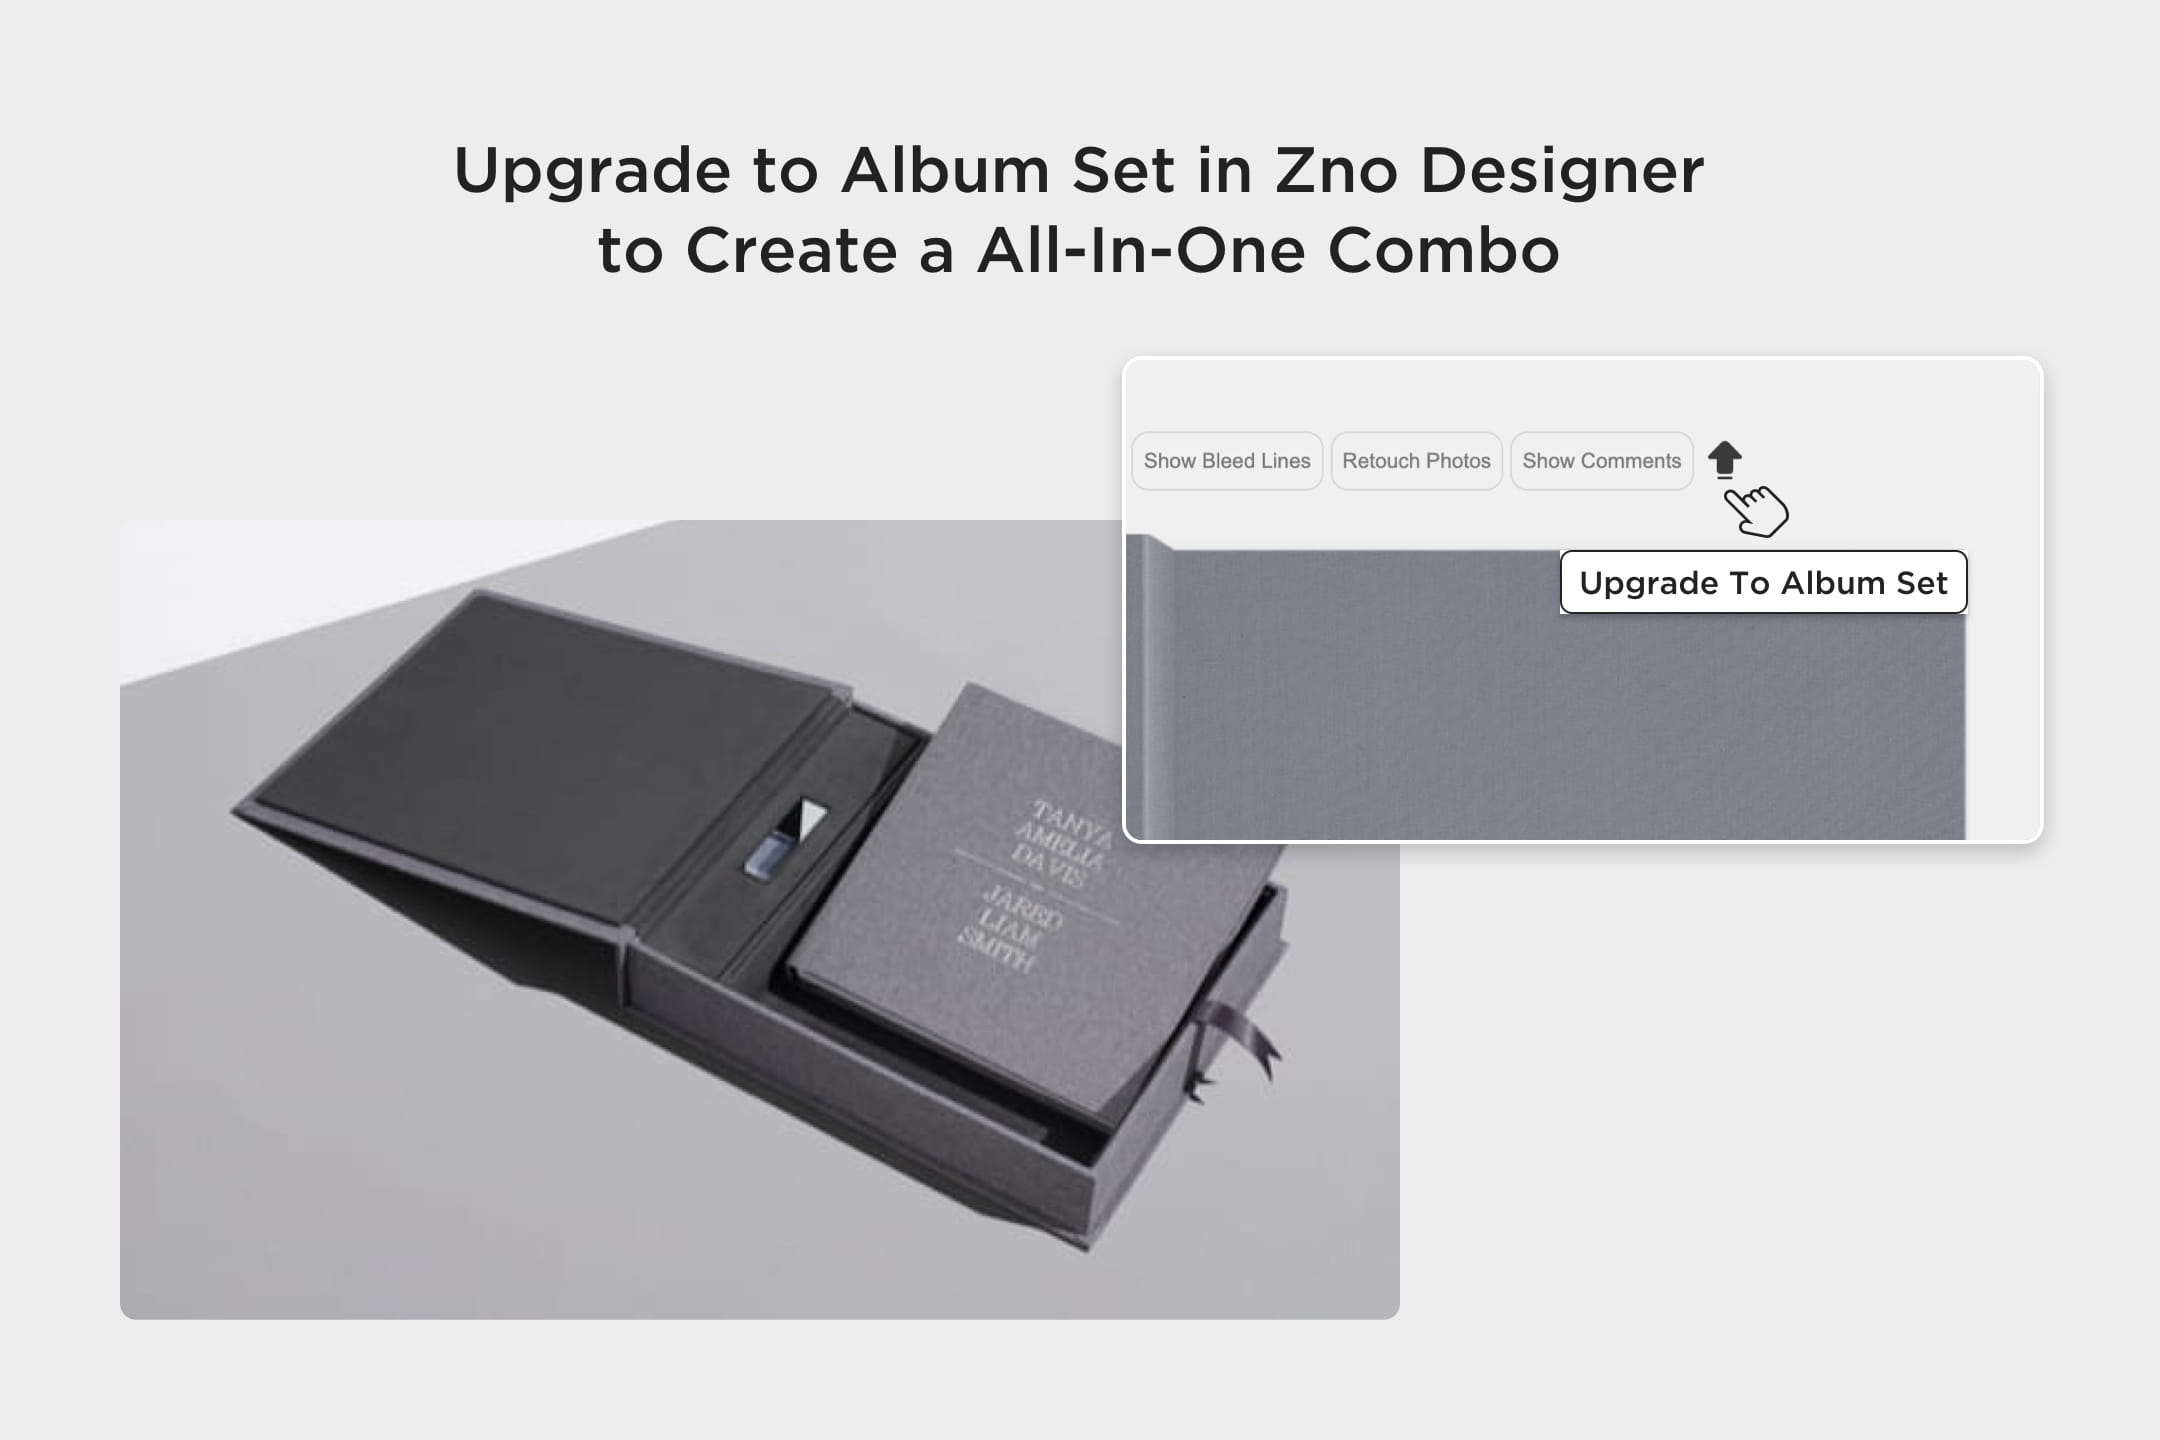 Upgrade to Album Set in Zno Designer
to Create a All-In-One Combo
Show Bleed Lines
Retouch Photos
Show Comments
Upgrade To Album Set
TANYA
AMELIA
DAVIS
JARED
LIAM
SMITH